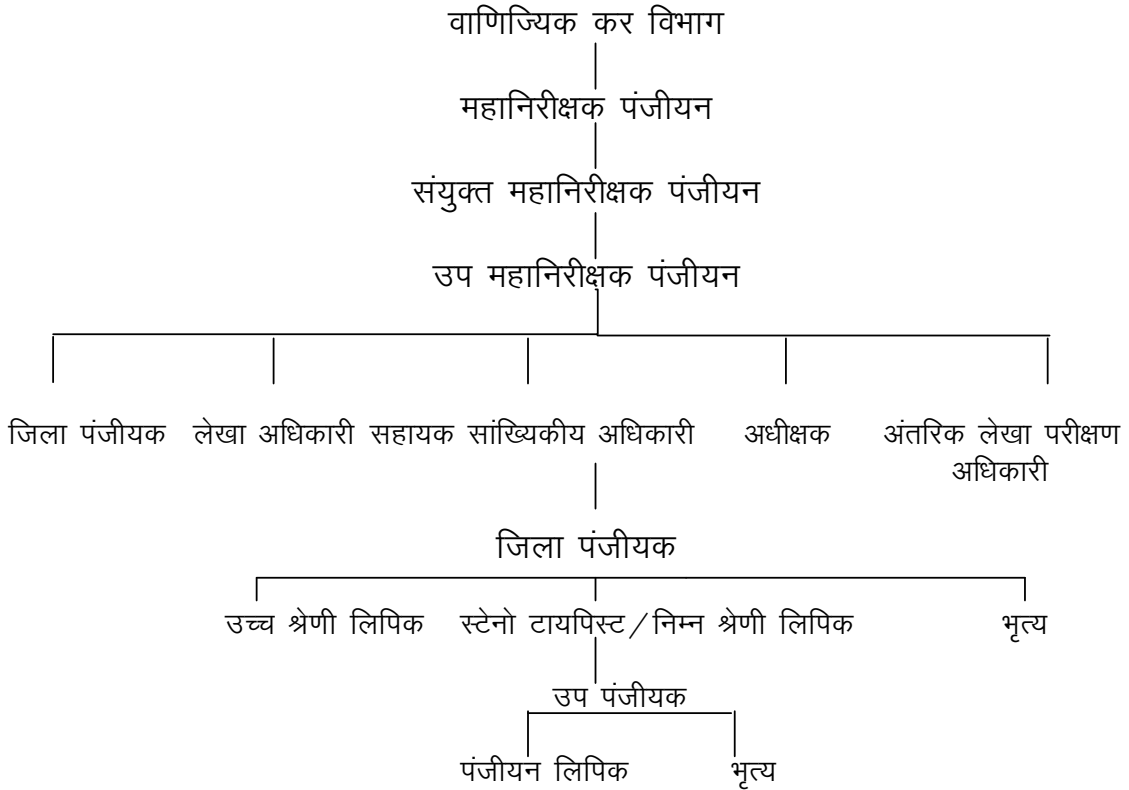 वाणिज्यिक कर विभाग
महानिरीक्षक पंजीयन
संयुक्त महानिरीक्षक पंजीयन
उप महानिरीक्षक पंजीयन
जिला पंजीयक लेखा अधिकारी सहायक सांख्यिकीय अधिकारी अधीक्षक अंतरिक लेखा परीक्षण
अधिकारी
जिला पंजीयक
उच्च श्रेणी लिपिक स्टेनो टायपिस्ट/निम्न श्रेणी लिपिक भृत्य
उप पंजीयक
पंजीयन लिपिक भृत्य